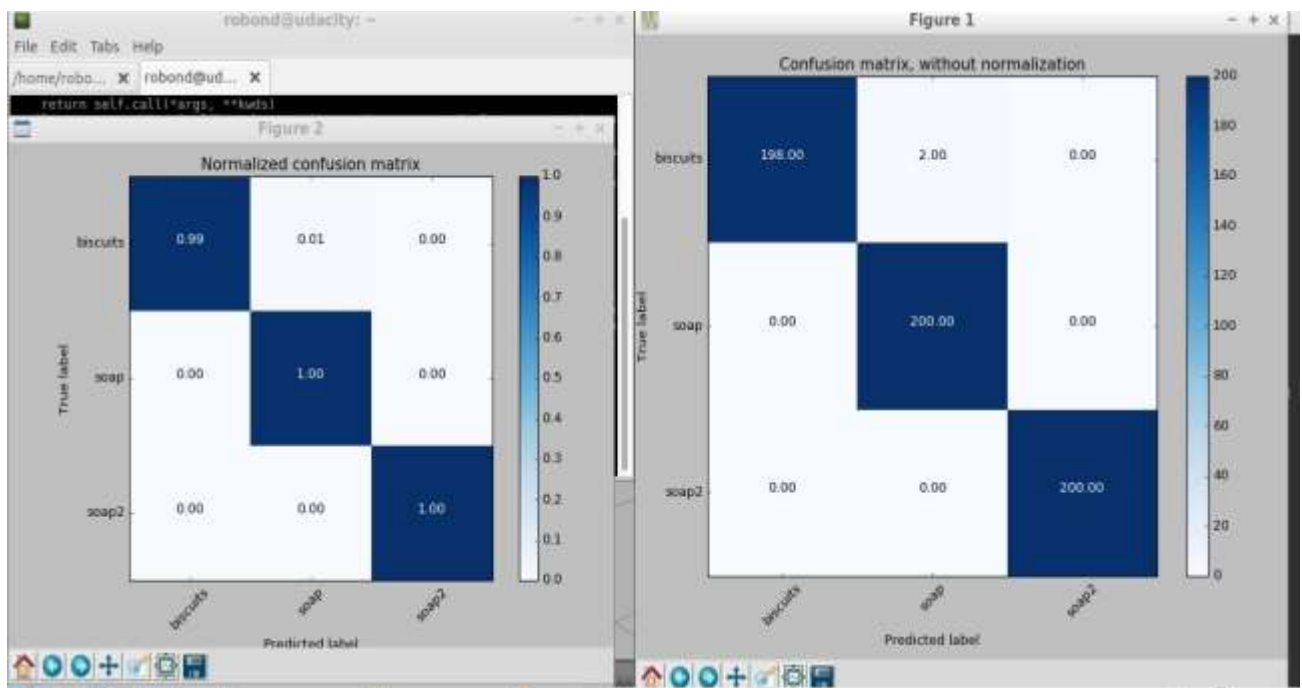 robond@udacity: ~
File Edit Tabs Help
/home/robo... robond@ud...
return self.call(*args, **kwds)
Figure 2
Normalized confusion matrix
1.0
0.9
0.8
0.7
0.6
0.5
0.4
0.3
0.2
0.1
0.0
True label
biscuits 0.99 0.01 0.00
soap 0.00 1.00 0.00
soap2 0.00 0.00 1.00
biscuits soap soap2
Predicted label
Figure 1
Confusion matrix, without normalization
200
180
160
140
120
100
80
60
40
20
0
True label
biscuits 198.00 2.00 0.00
soap 0.00 200.00 0.00
soap2 0.00 0.00 200.00
biscuits soap soap2
Predicted label